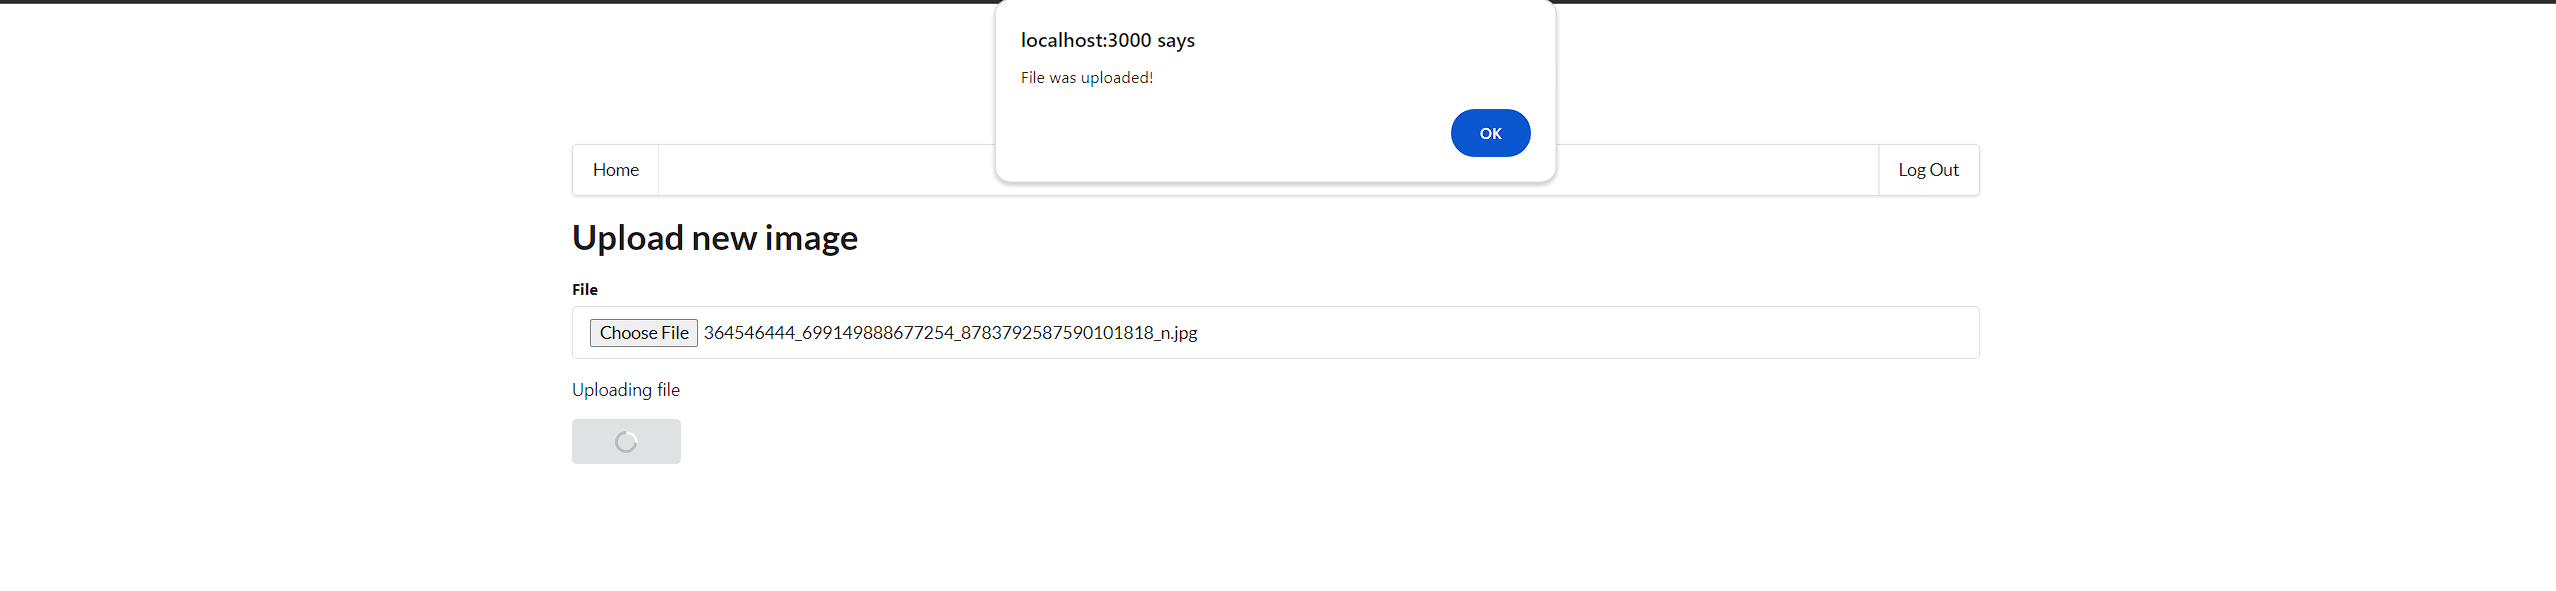 localhost:3000 says
File was uploaded!
OK
Home
Log Out
Upload new image
File
Choose File 364546444_699149888677254_8783792587590101818_n.jpg
Uploading file